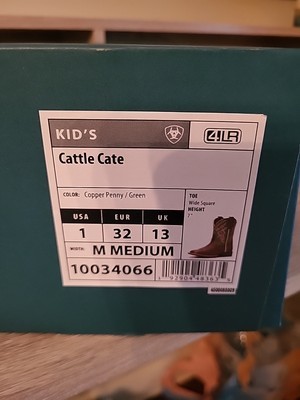 KID'S
4LR
Cattle Cate
COLOR: Copper Penny / Green
TOE
Wide Square
HEIGHT
7"
USA EUR UK
1 32 13
WIDTH: M MEDIUM
10034066